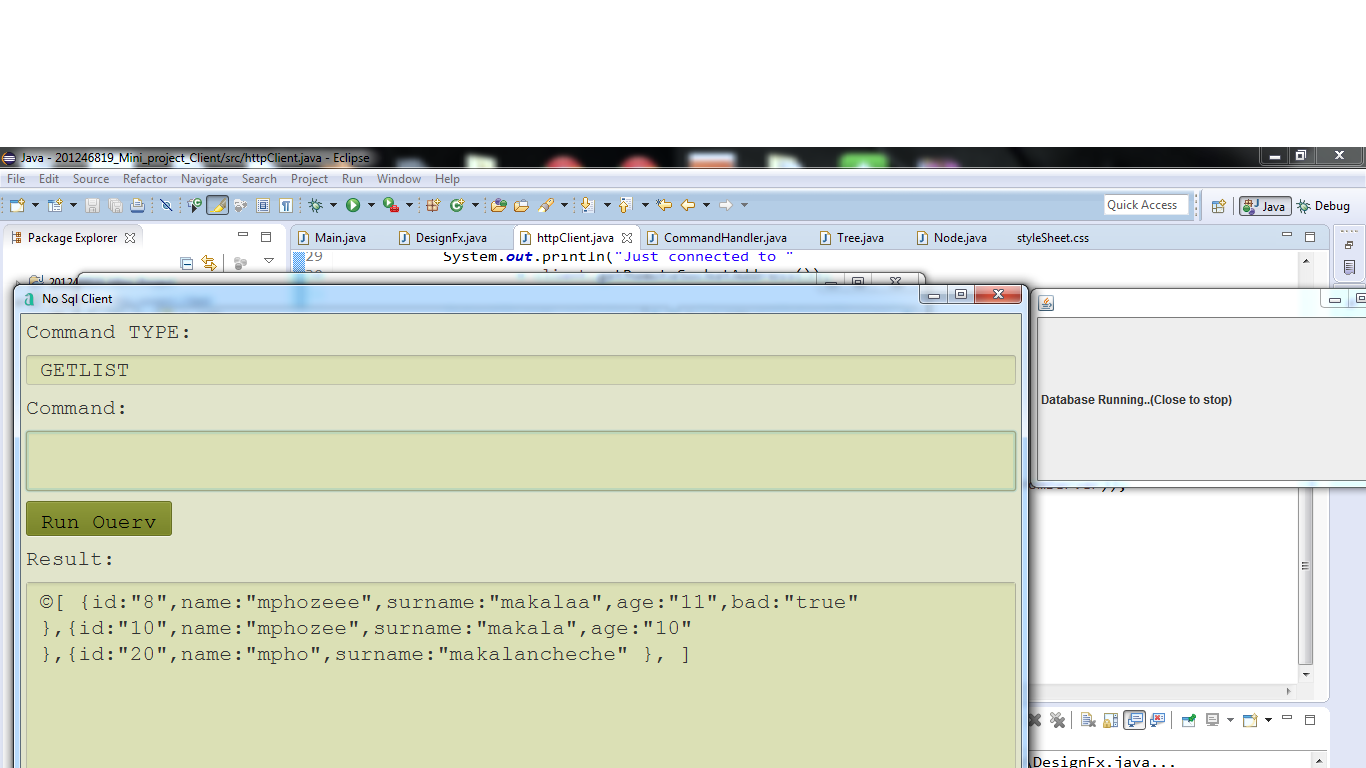 Java - 201246819_Mini_project_Client/src/httpClient.java - Eclipse
File Edit Source Refactor Navigate Search Project Run Window Help
Quick Access Java Debug
Package Explorer Main.java DesignFx.java httpClient.java CommandHandler.java Tree.java Node.java styleSheet.css
29 System.out.println("Just connected to "
No Sql Client
Command TYPE:
GETLIST
Command:
Database Running..(Close to stop)
Run Query
Result:
©[ {id:"8",name:"mphozeee",surname:"makalaa",age:"11",bad:"true"
},{id:"10",name:"mphozee",surname:"makala",age:"10"
},{id:"20",name:"mpho",surname:"makalancheche" }, ]
DesignFx.java...